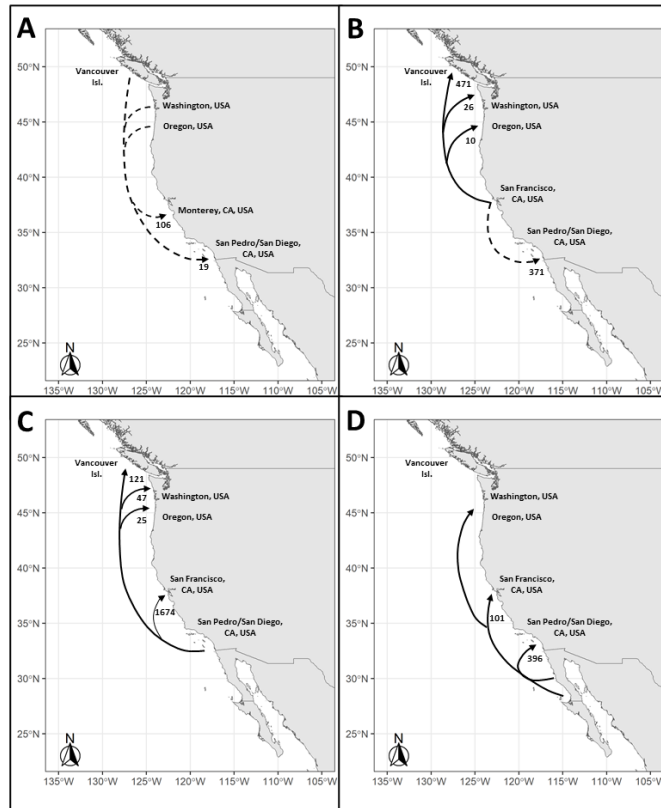 A
50°N
45°N
40°N
35°N
30°N
25°N
Vancouver
Isl.
Washington, USA
Oregon, USA
Monterey, CA, USA
106
San Pedro/San Diego,
CA, USA
19
N
135°W 130°W 125°W 120°W 115°W 110°W 105°W
B
50°N
45°N
40°N
35°N
30°N
25°N
Vancouver
Isl.
471
Washington, USA
26
Oregon, USA
10
San Francisco,
CA, USA
San Pedro/San Diego,
CA, USA
371
N
135°W 130°W 125°W 120°W 115°W 110°W 105°W
C
50°N
45°N
40°N
35°N
30°N
25°N
Vancouver
Isl.
121
47
Washington, USA
25
Oregon, USA
San Francisco,
CA, USA
1674
San Pedro/San Diego,
CA, USA
N
135°W 130°W 125°W 120°W 115°W 110°W 105°W
D
50°N
45°N
40°N
35°N
30°N
25°N
Vancouver
Isl.
Washington, USA
Oregon, USA
San Francisco,
CA, USA
101
San Pedro/San Diego,
CA, USA
396
N
135°W 130°W 125°W 120°W 115°W 110°W 105°W